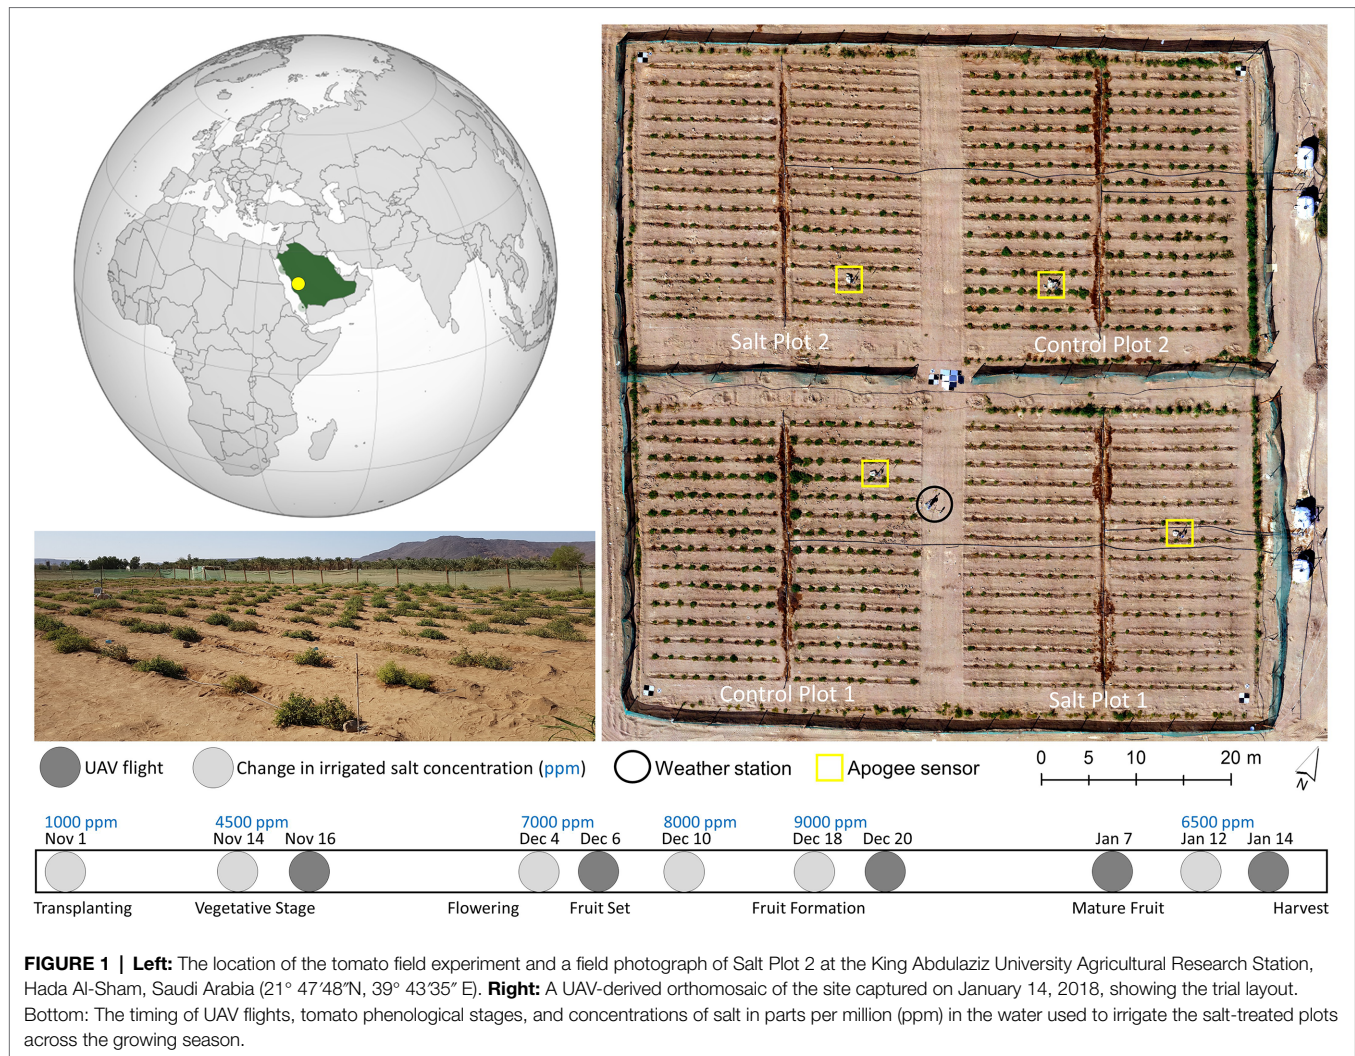 Salt Plot 2
Control Plot 2
Control Plot 1
Salt Plot 1
UAV flight
Change in irrigated salt concentration (ppm)
Weather station
Apogee sensor
0 5 10 20 m
N
1000 ppm 4500 ppm 7000 ppm 8000 ppm 9000 ppm 6500 ppm
Nov 1 Nov 14 Nov 16 Dec 4 Dec 6 Dec 10 Dec 18 Dec 20 Jan 7 Jan 12 Jan 14
Transplanting Vegetative Stage Flowering Fruit Set Fruit Formation Mature Fruit Harvest
FIGURE 1 | Left: The location of the tomato field experiment and a field photograph of Salt Plot 2 at the King Abdulaziz University Agricultural Research Station,
Hada Al-Sham, Saudi Arabia (21° 47′48″N, 39° 43′35″ E). Right: A UAV-derived orthomosaic of the site captured on January 14, 2018, showing the trial layout.
Bottom: The timing of UAV flights, tomato phenological stages, and concentrations of salt in parts per million (ppm) in the water used to irrigate the salt-treated plots
across the growing season.